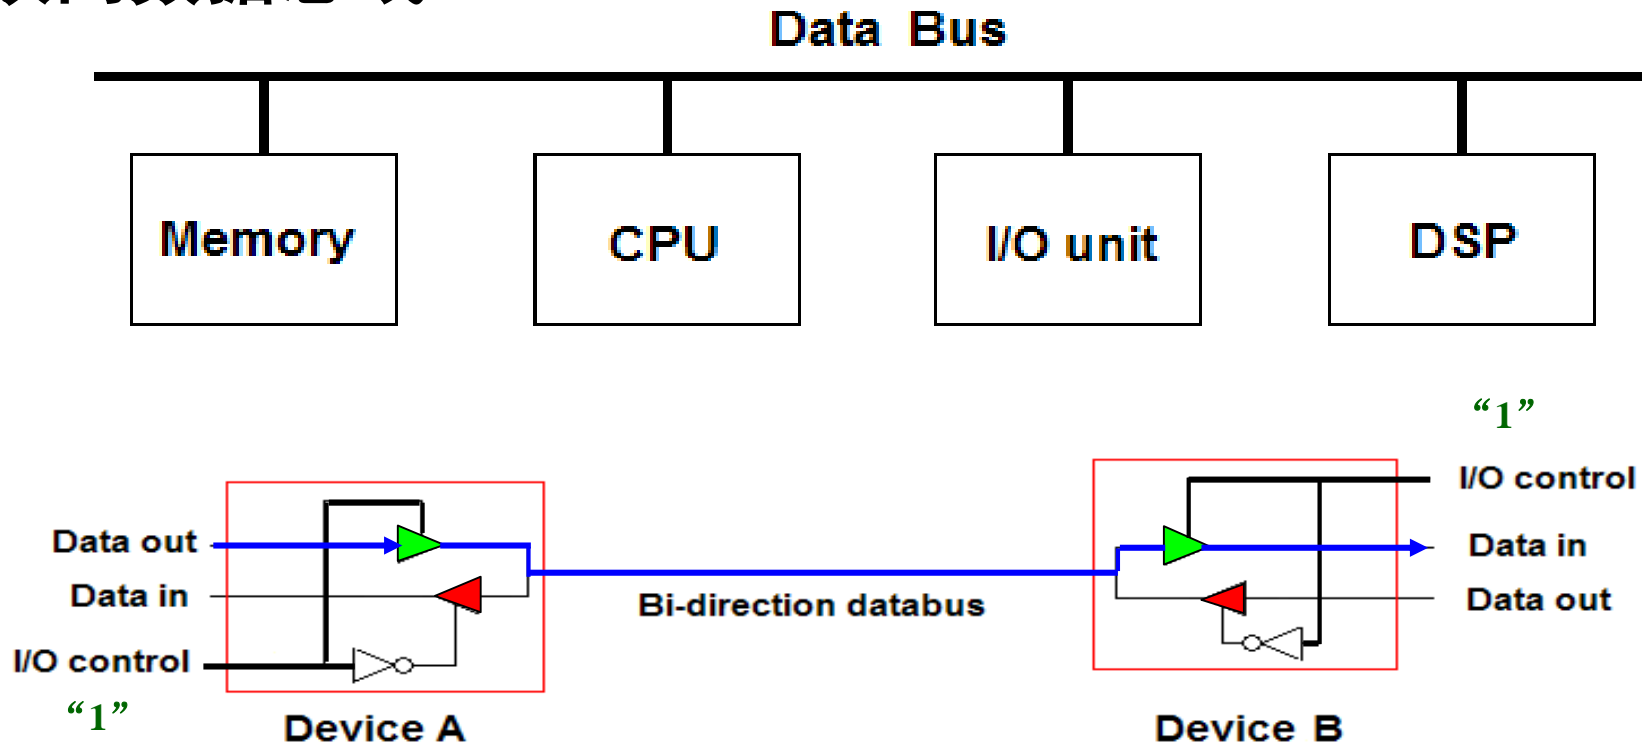 Data Bus
Memory
CPU
I/O unit
DSP
“1”
I/O control
Data out
Data in
Data in
Bi-direction databus
Data out
I/O control
“1”
Device A
Device B